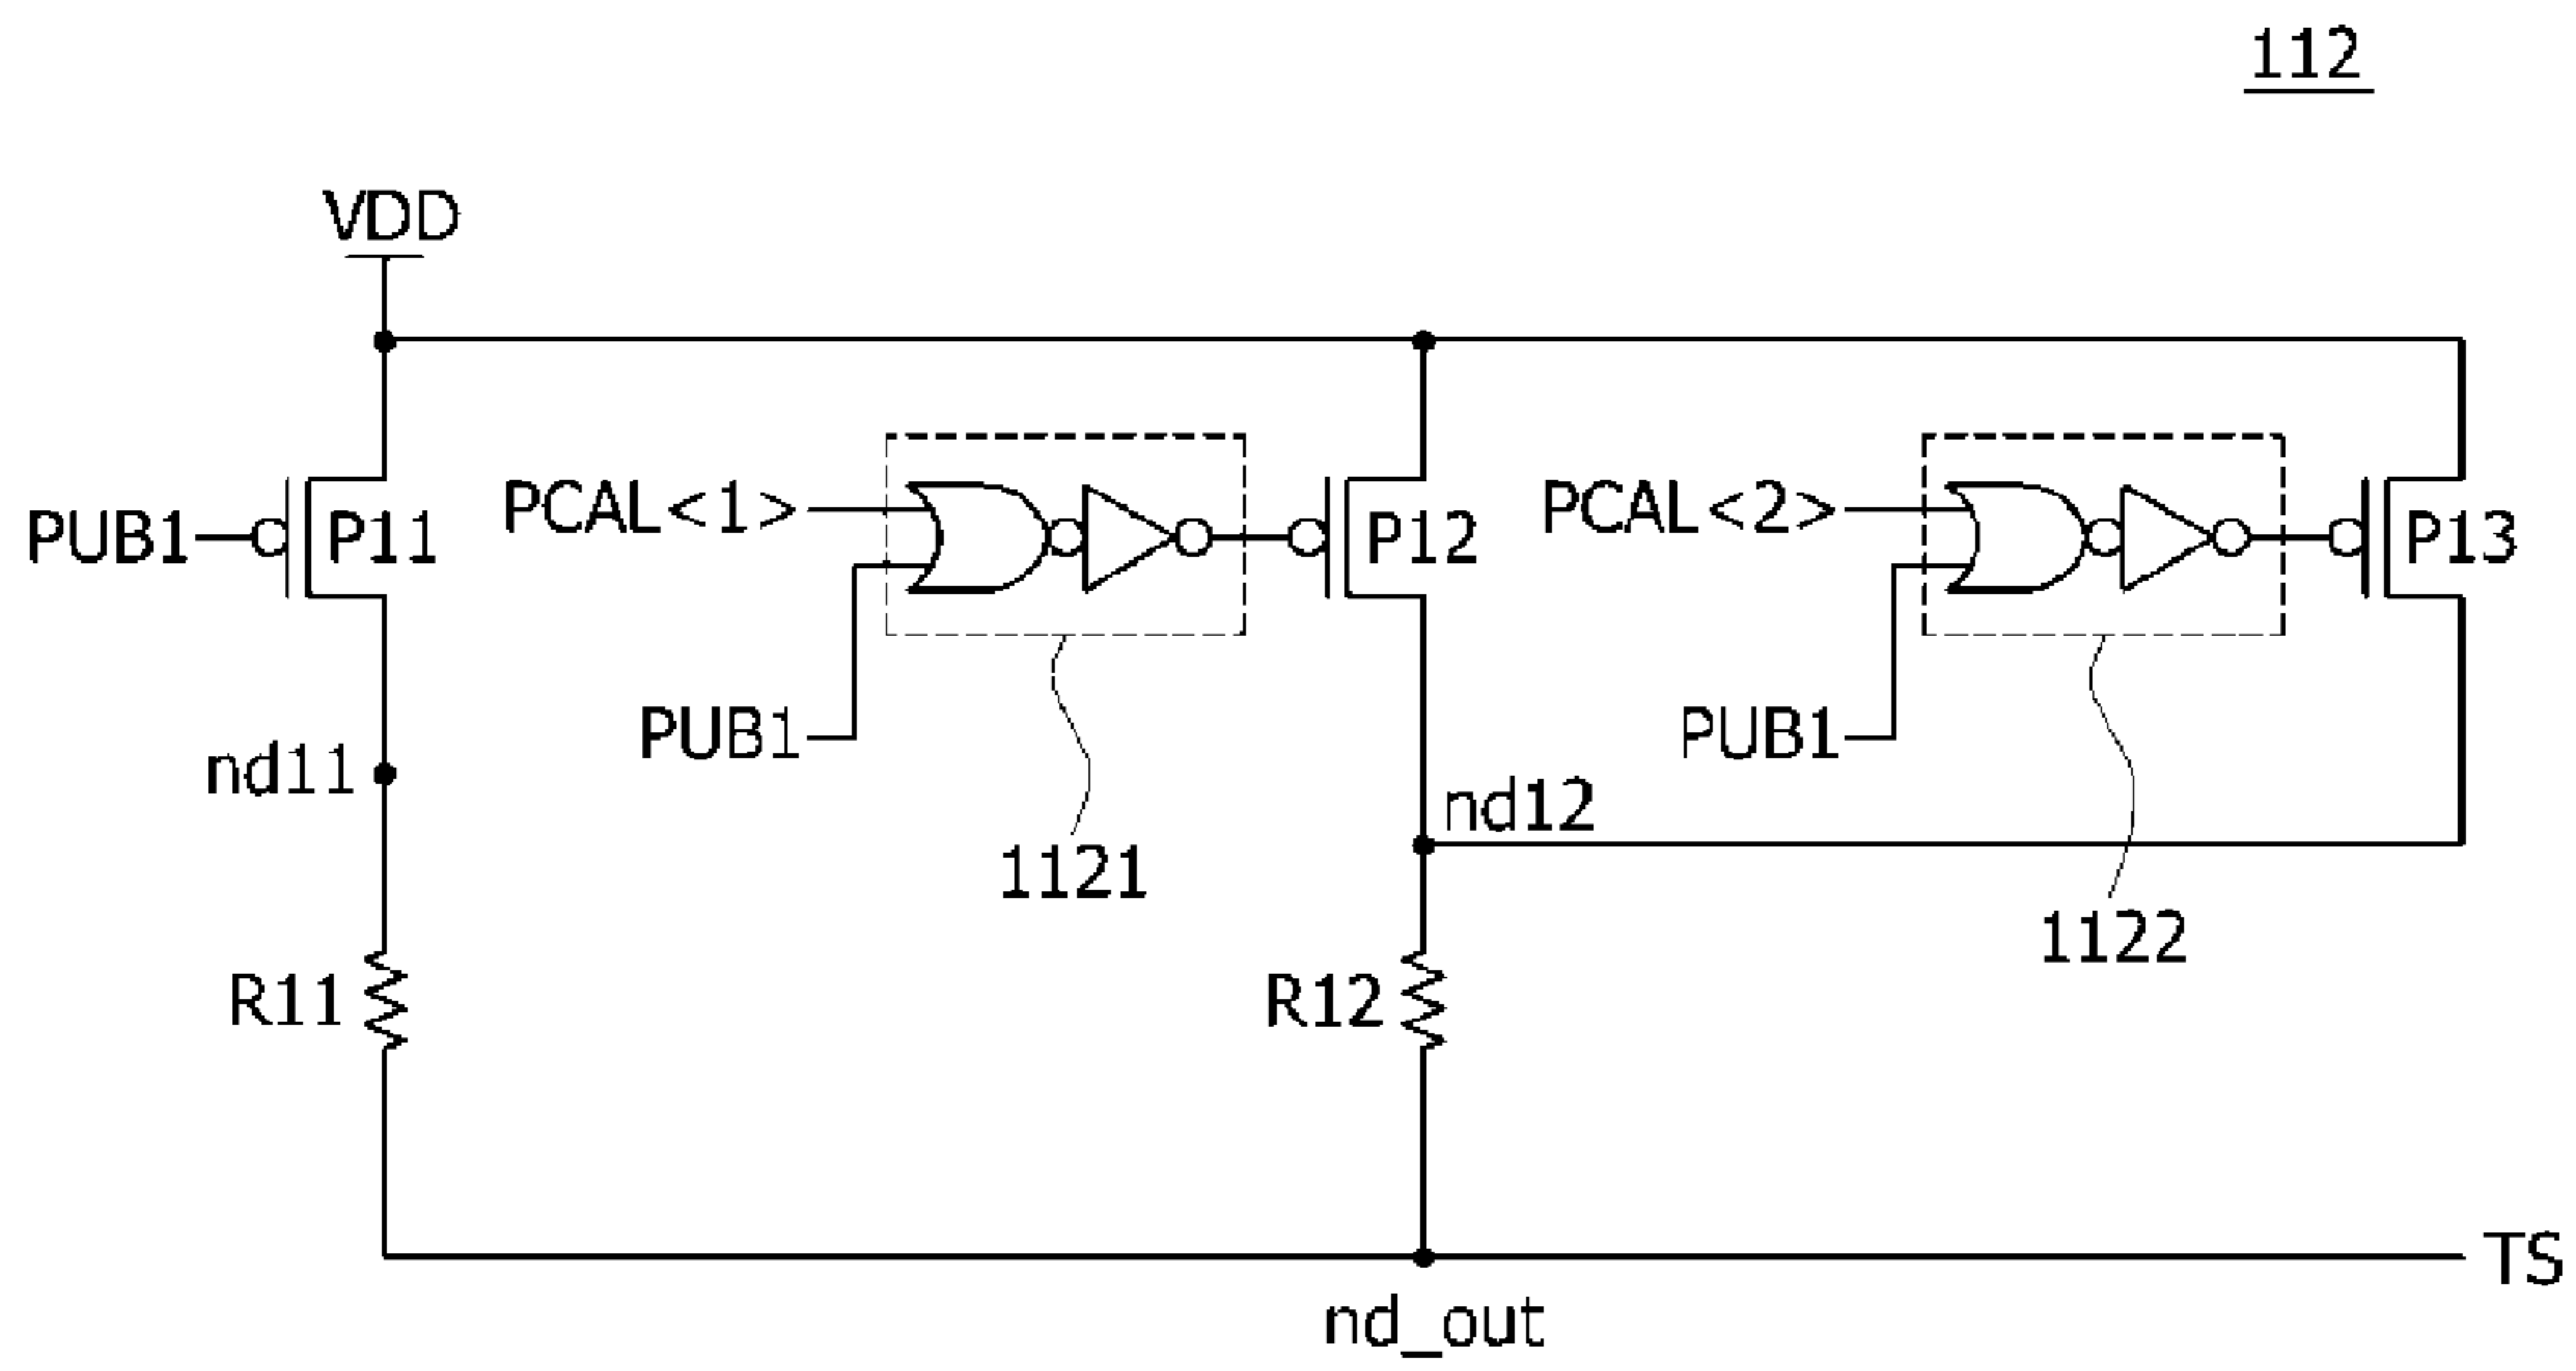 112
VDD
PCAL<1>
PCAL<2>
PUB1
P11
P12
P13
PUB1
PUB1
nd11
nd12
1121
1122
R11
R12
TS
nd_out